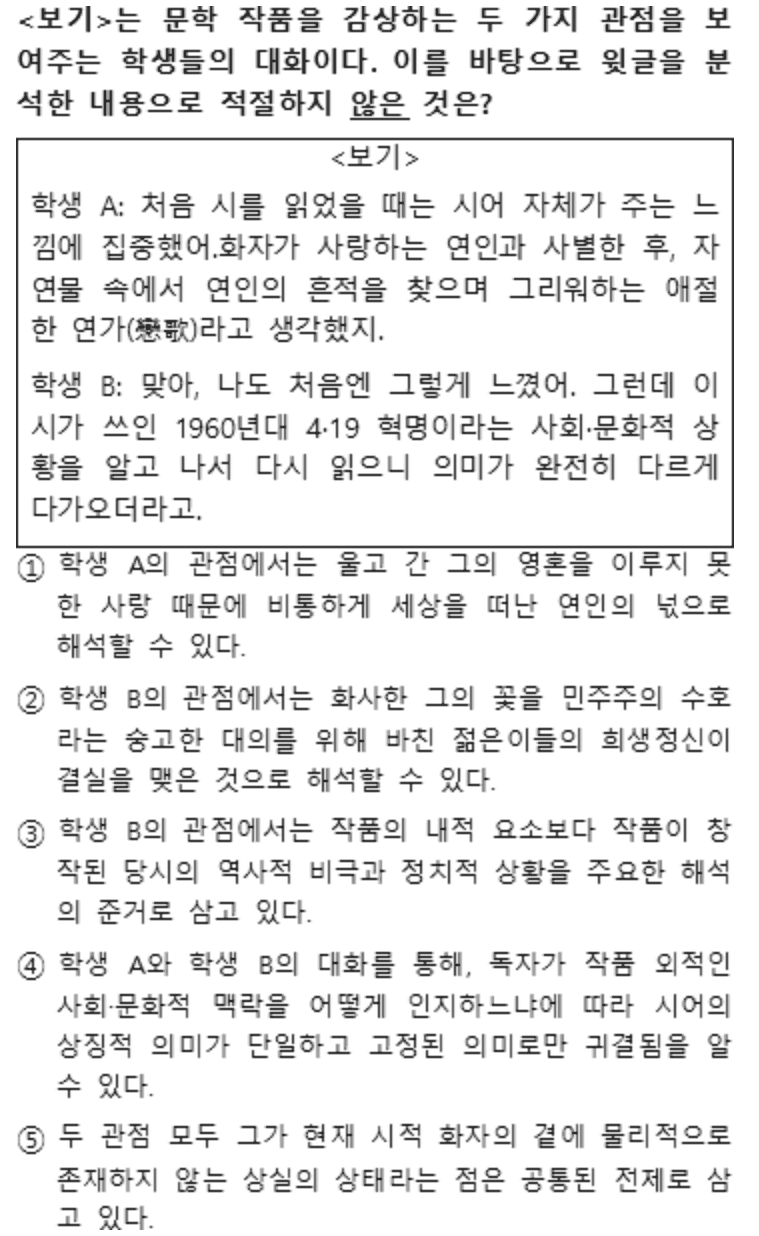 <보기>는 문학 작품을 감상하는 두 가지 관점을 보
여주는 학생들의 대화이다. 이를 바탕으로 윗글을 분
석한 내용으로 적절하지 않은 것은?
<보기>
학생 A: 처음 시를 읽었을 때는 시어 자체가 주는 느
낌에 집중했어.화자가 사랑하는 연인과 사별한 후, 자
연물 속에서 연인의 흔적을 찾으며 그리워하는 애절
한 연가(戀歌)라고 생각했지.
학생 B: 맞아, 나도 처음엔 그렇게 느꼈어. 그런데 이
시가 쓰인 1960년대 4·19 혁명이라는 사회·문화적 상
황을 알고 나서 다시 읽으니 의미가 완전히 다르게
다가오더라고.
① 학생 A의 관점에서는 울고 간 그의 영혼을 이루지 못
한 사랑 때문에 비통하게 세상을 떠난 연인의 넋으로
해석할 수 있다.
② 학생 B의 관점에서는 화사한 그의 꽃을 민주주의 수호
라는 숭고한 대의를 위해 바친 젊은이들의 희생정신이
결실을 맺은 것으로 해석할 수 있다.
③ 학생 B의 관점에서는 작품의 내적 요소보다 작품이 창
작된 당시의 역사적 비극과 정치적 상황을 주요한 해석
의 준거로 삼고 있다.
④ 학생 A와 학생 B의 대화를 통해, 독자가 작품 외적인
사회·문화적 맥락을 어떻게 인지하느냐에 따라 시어의
상징적 의미가 단일하고 고정된 의미로만 귀결됨을 알
수 있다.
⑤ 두 관점 모두 그가 현재 시적 화자의 곁에 물리적으로
존재하지 않는 상실의 상태라는 점은 공통된 전제로 삼
고 있다.